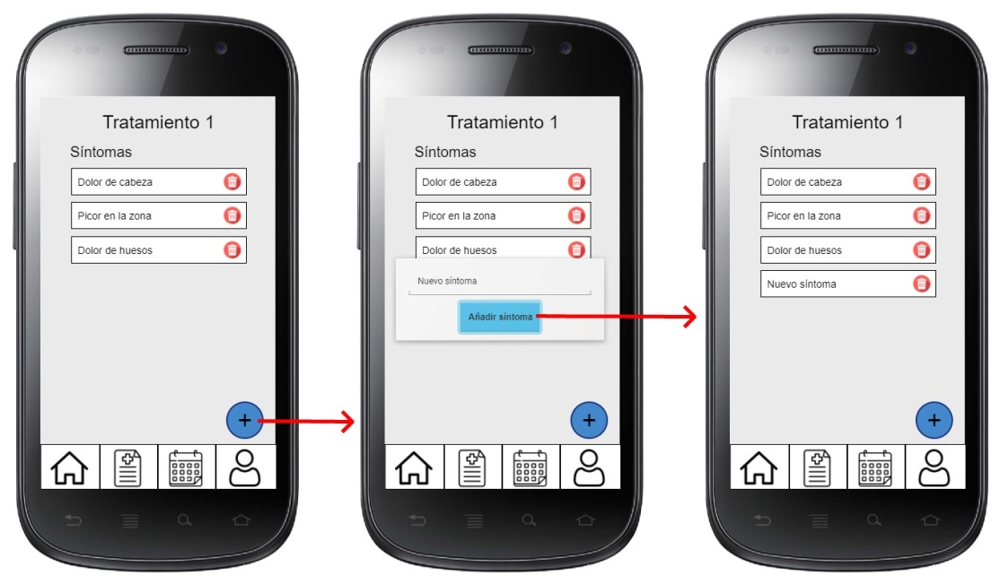 Tratamiento 1
Síntomas
Dolor de cabeza
Picor en la zona
Dolor de huesos
+
Tratamiento 1
Síntomas
Dolor de cabeza
Picor en la zona
Dolor de huesos
Nuevo síntoma
Añadir síntoma
+
Tratamiento 1
Síntomas
Dolor de cabeza
Picor en la zona
Dolor de huesos
Nuevo síntoma
+